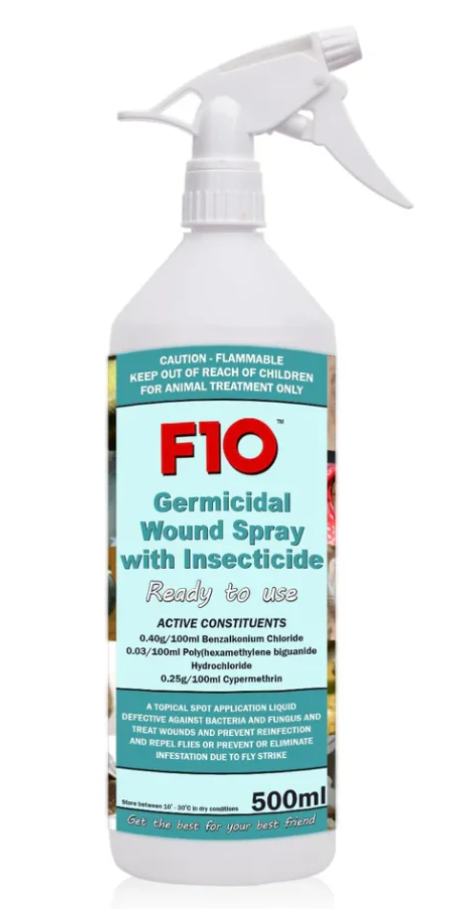 CAUTION - FLAMMABLE
KEEP OUT OF REACH OF CHILDREN
FOR ANIMAL TREATMENT ONLY
F10™
Germicidal
Wound Spray
with Insecticide
Ready to use
ACTIVE CONSTITUENTS
0.40g/100ml Benzalkonium Chloride
0.03/100ml Poly(hexamethylene biguanide
Hydrochloride
0.25g/100ml Cypermethrin
A TOPICAL SPOT APPLICATION LIQUID
DEFECTIVE AGAINST BACTERIA AND FUNGUS AND
TREAT WOUNDS AND PREVENT REINFECTION
AND REPEL FLIES OR PREVENT OR ELIMINATE
INFESTATION DUE TO FLY STRIKE
Store between 10° - 30°C in dry conditions
500ml
Get the best for your best friend